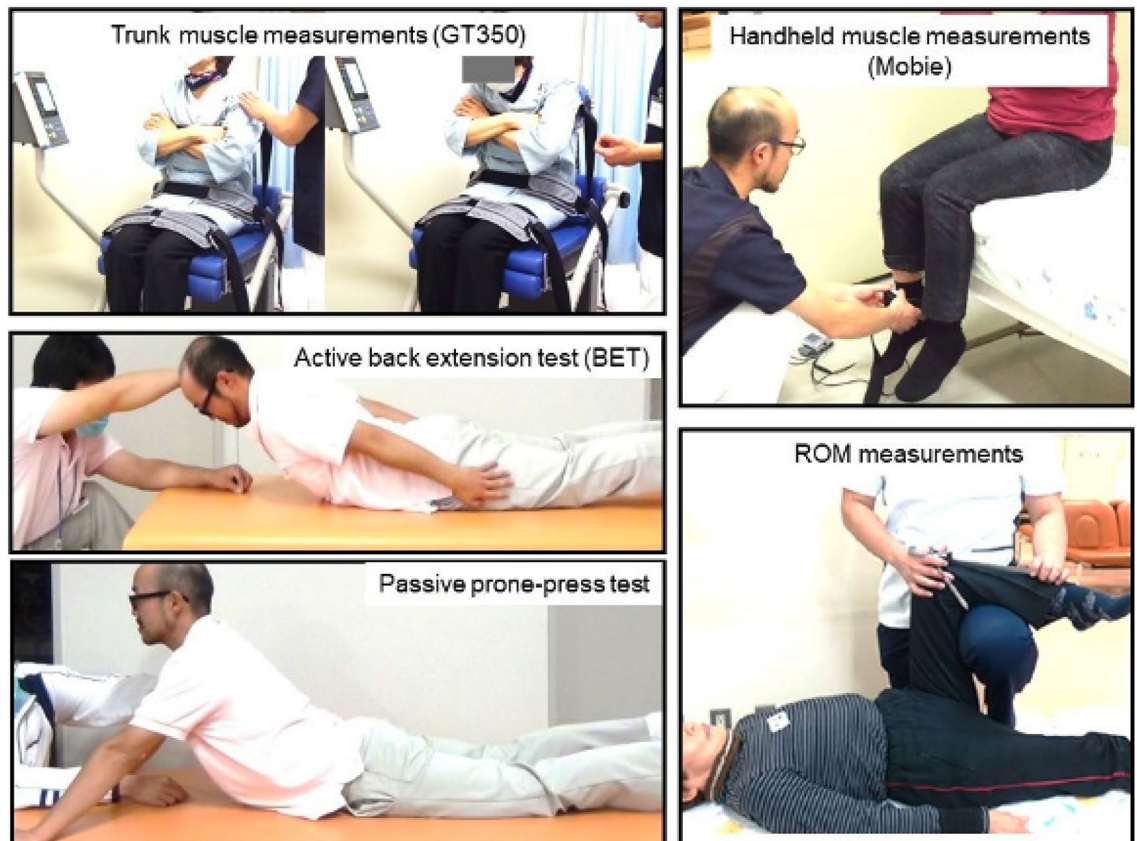 Trunk muscle measurements (GT350)
Handheld muscle measurements
(Mobie)
Active back extension test (BET)
Passive prone-press test
ROM measurements